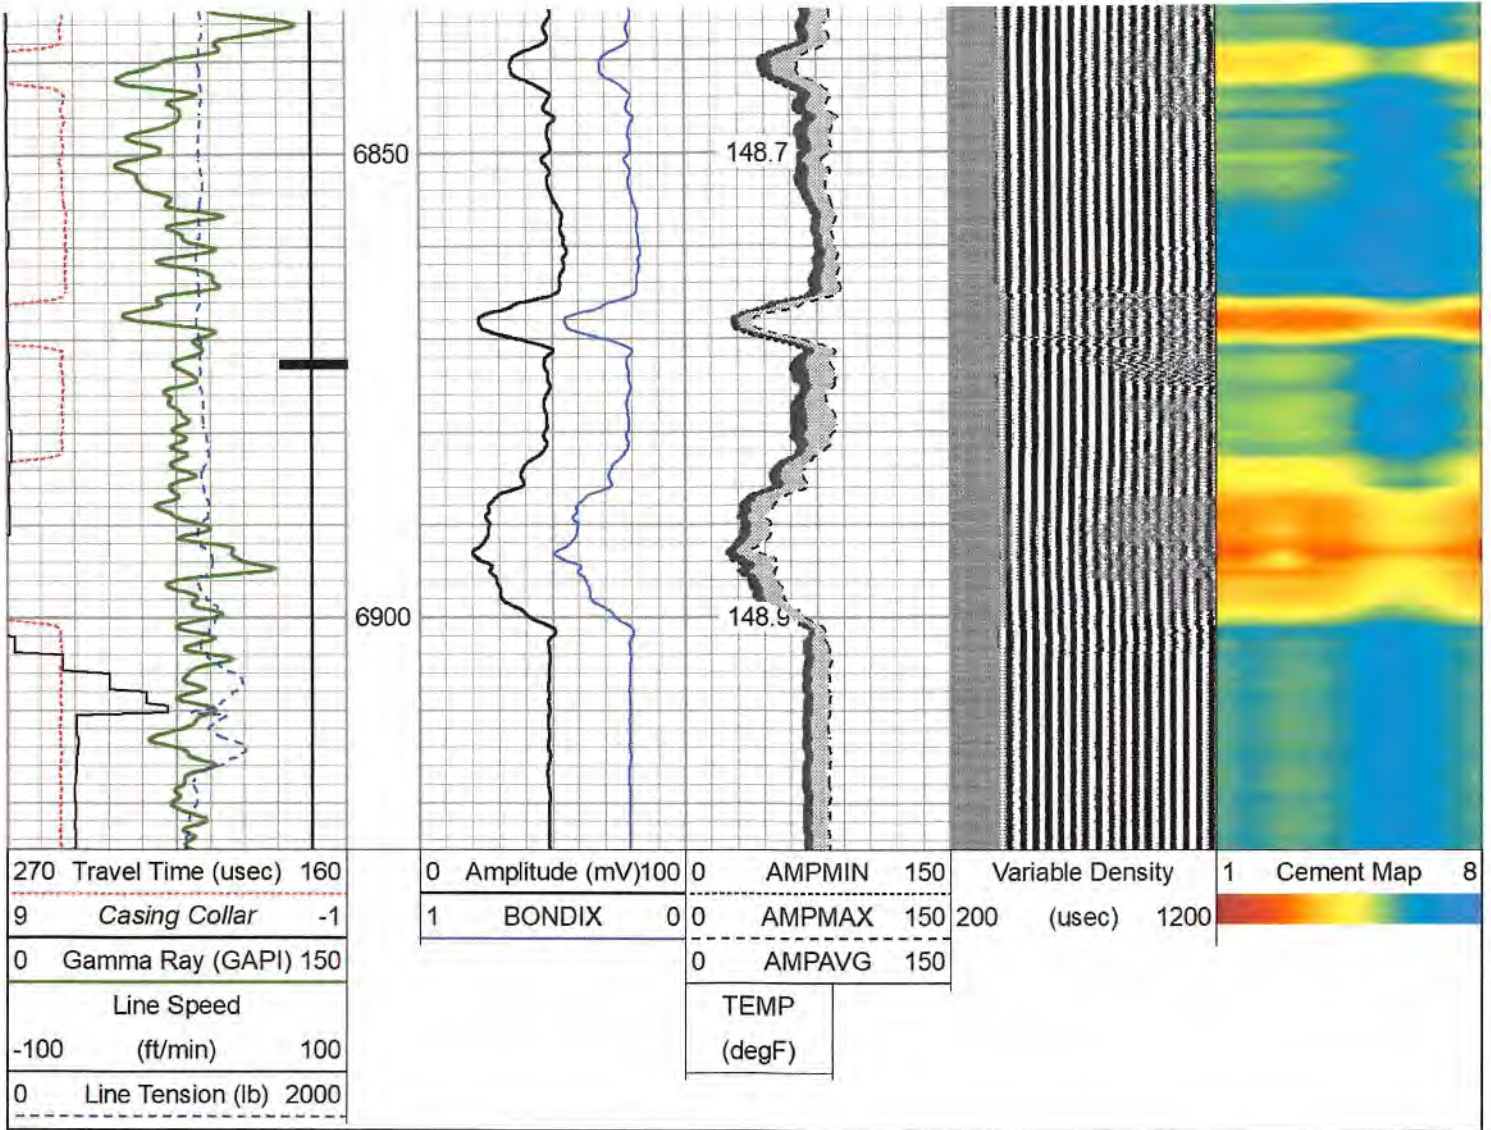 6850
148.7
6900
148.9
270 Travel Time (usec) 160
9 Casing Collar -1
0 Gamma Ray (GAPI) 150
Line Speed
-100 (ft/min) 100
0 Line Tension (lb) 2000
0 Amplitude (mV)100
1 BONDIX 0
0 AMPMIN 150
0 AMPMAX 150
0 AMPAVG 150
TEMP
(degF)
Variable Density
200 (usec) 1200
1 Cement Map 8